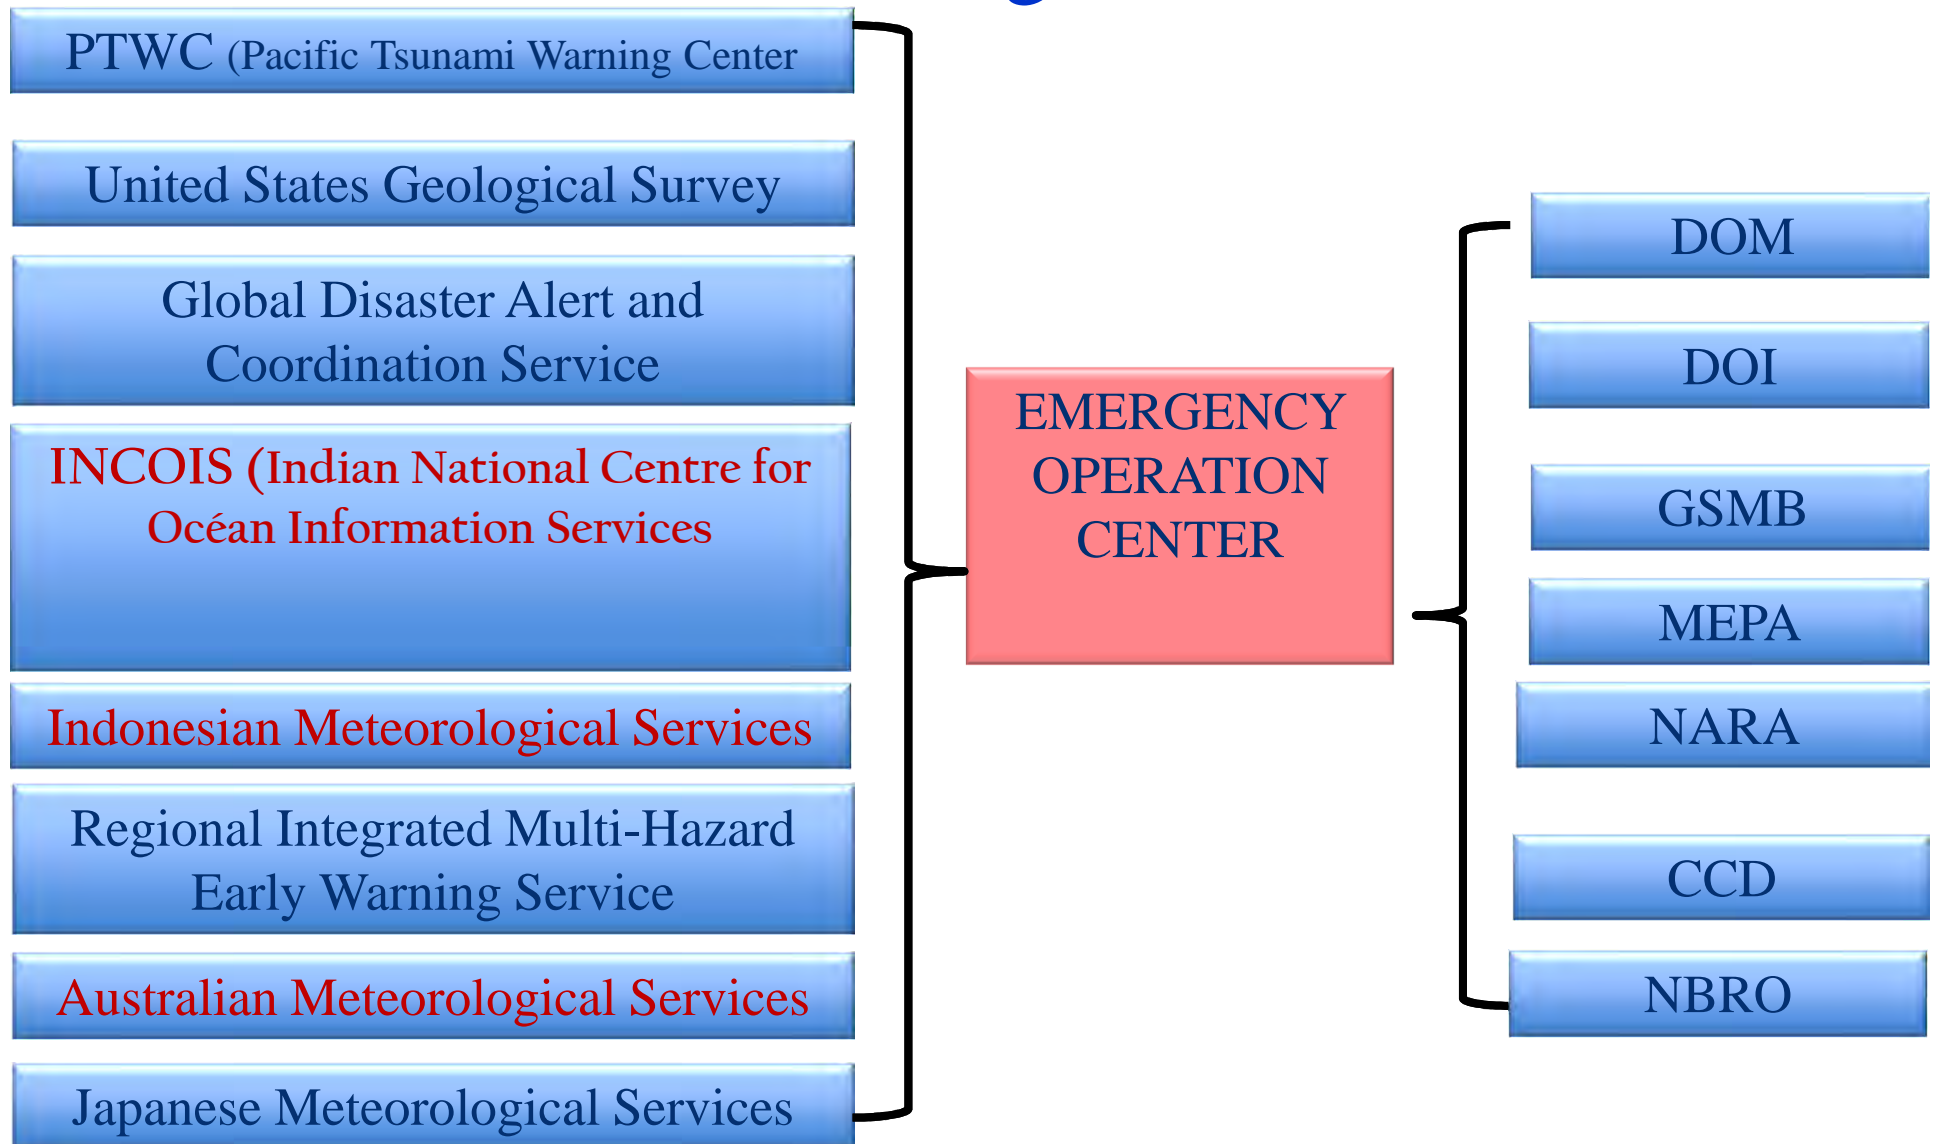 PTWC (Pacific Tsunami Warning Center
United States Geological Survey
Global Disaster Alert and
Coordination Service
INCOIS (Indian National Centre for
Océan Information Services
Indonesian Meteorological Services
Regional Integrated Multi-Hazard
Early Warning Service
Australian Meteorological Services
Japanese Meteorological Services
EMERGENCY
OPERATION
CENTER
DOM
DOI
GSMB
MEPA
NARA
CCD
NBRO